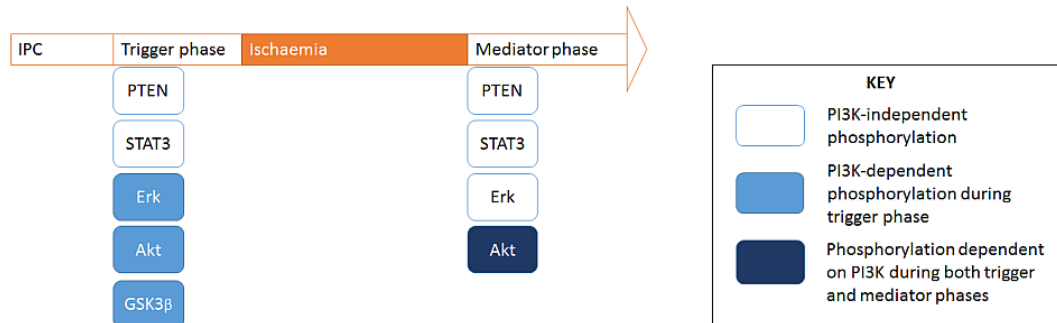 IPC Trigger phase Ischaemia Mediator phase
PTEN PTEN
STAT3 STAT3
Erk Erk
Akt Akt
GSK3β
KEY
PI3K-independent
phosphorylation
PI3K-dependent
phosphorylation during
trigger phase
Phosphorylation dependent
on PI3K during both trigger
and mediator phases